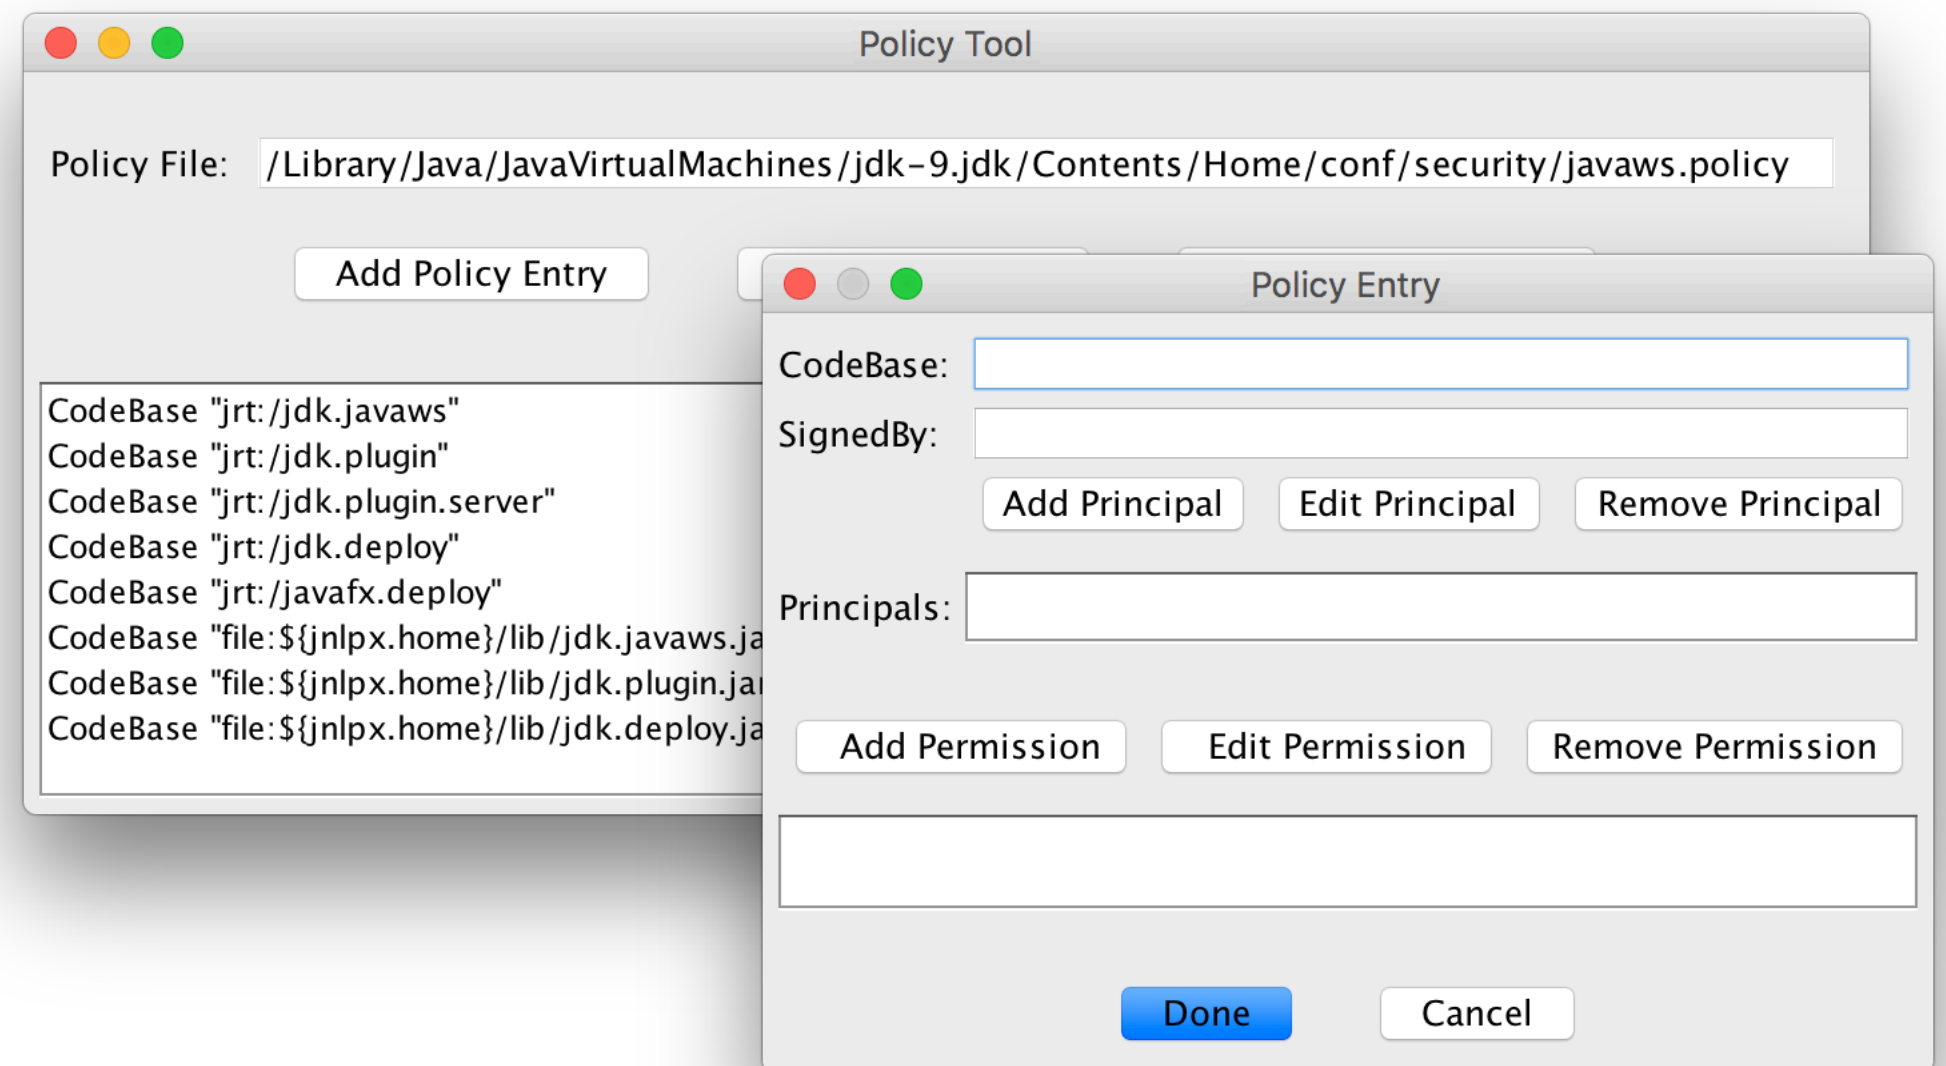 Policy Tool
Policy File: /Library/Java/JavaVirtualMachines/jdk-9.jdk/Contents/Home/conf/security/javaws.policy
Add Policy Entry
CodeBase "jrt:/jdk.javaws"
CodeBase "jrt:/jdk.plugin"
CodeBase "jrt:/jdk.plugin.server"
CodeBase "jrt:/jdk.deploy"
CodeBase "jrt:/javafx.deploy"
CodeBase "file:${jnlpx.home}/lib/jdk.javaws.ja
CodeBase "file:${jnlpx.home}/lib/jdk.plugin.jar
CodeBase "file:${jnlpx.home}/lib/jdk.deploy.ja
Policy Entry
CodeBase:
SignedBy:
Add Principal Edit Principal Remove Principal
Principals:
Add Permission Edit Permission Remove Permission
Done Cancel